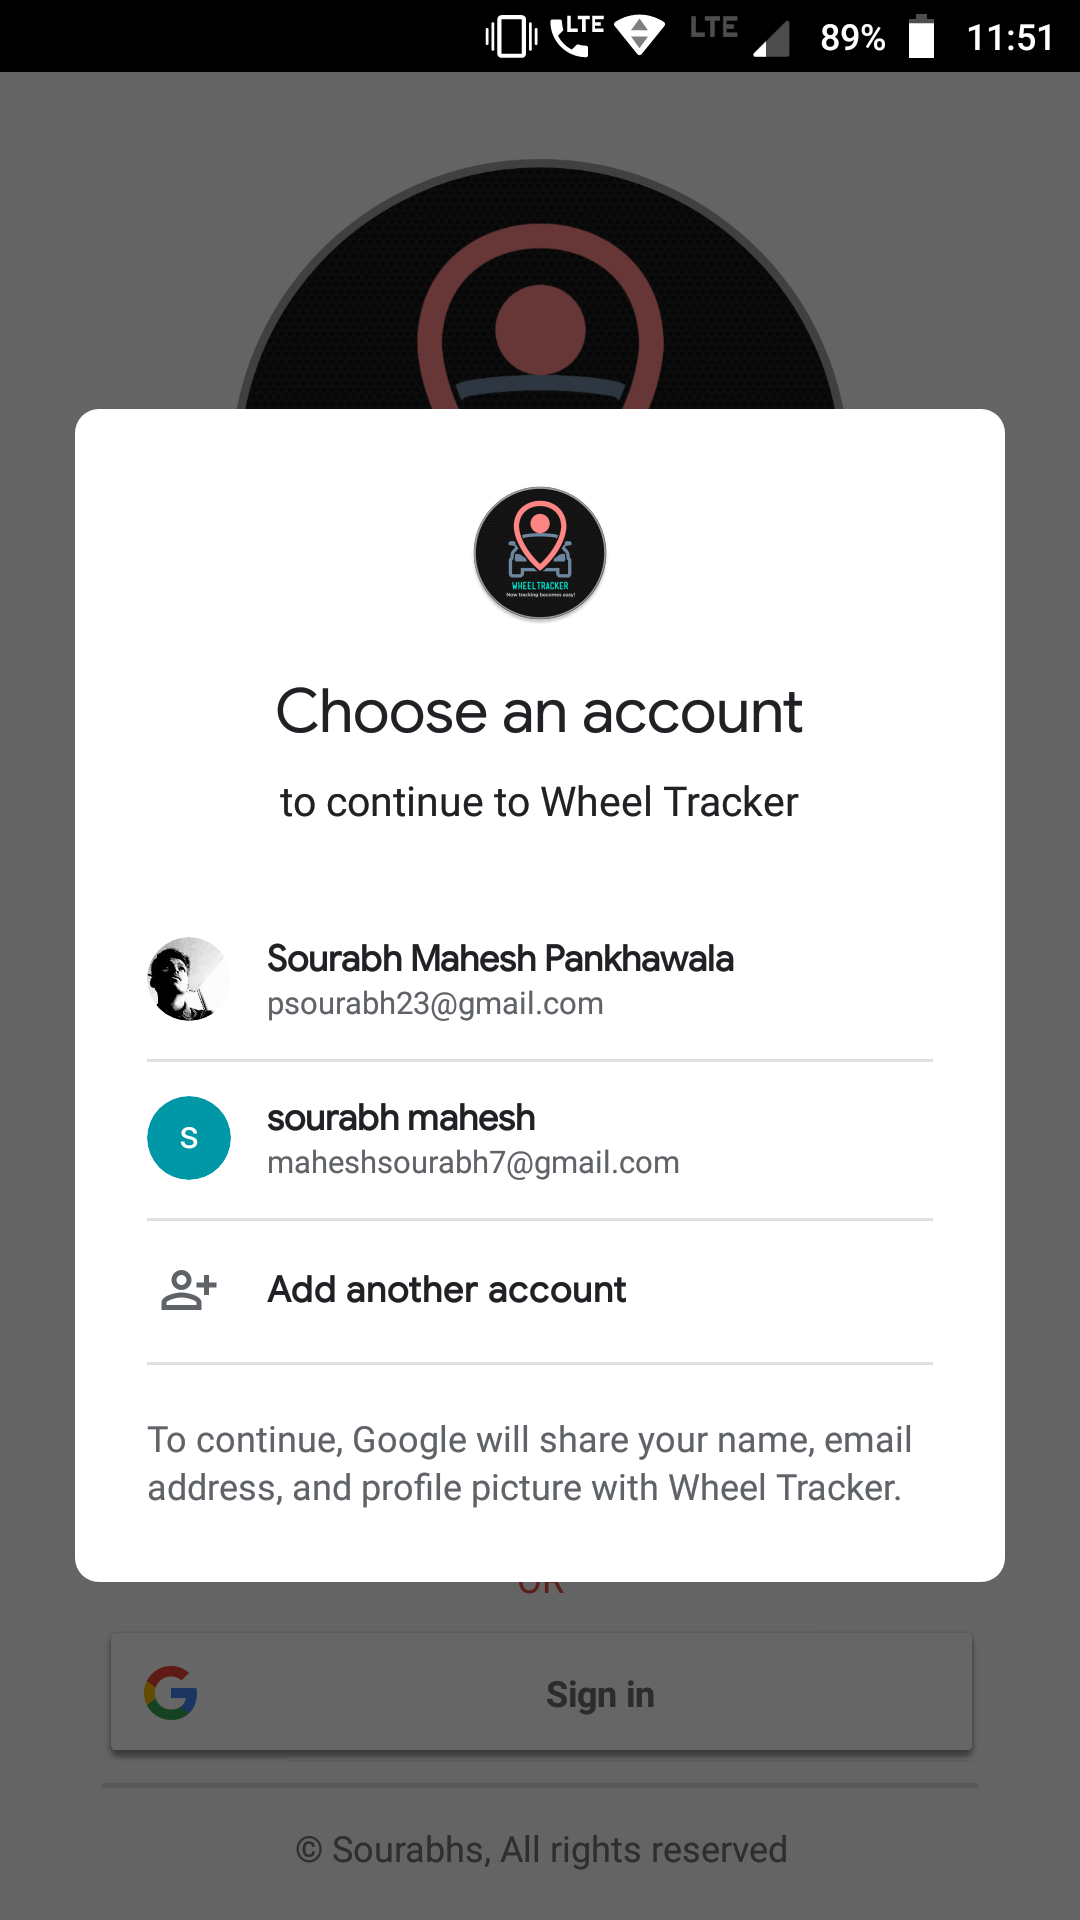 LTE LTE 89% 11:51
WHEELTRACKER
Now tracking becomes easy!
Choose an account
to continue to Wheel Tracker
Sourabh Mahesh Pankhawala
psourabh23@gmail.com
s
sourabh mahesh
maheshsourabh7@gmail.com
Add another account
To continue, Google will share your name, email
address, and profile picture with Wheel Tracker.
OR
G Sign in
© Sourabhs, All rights reserved